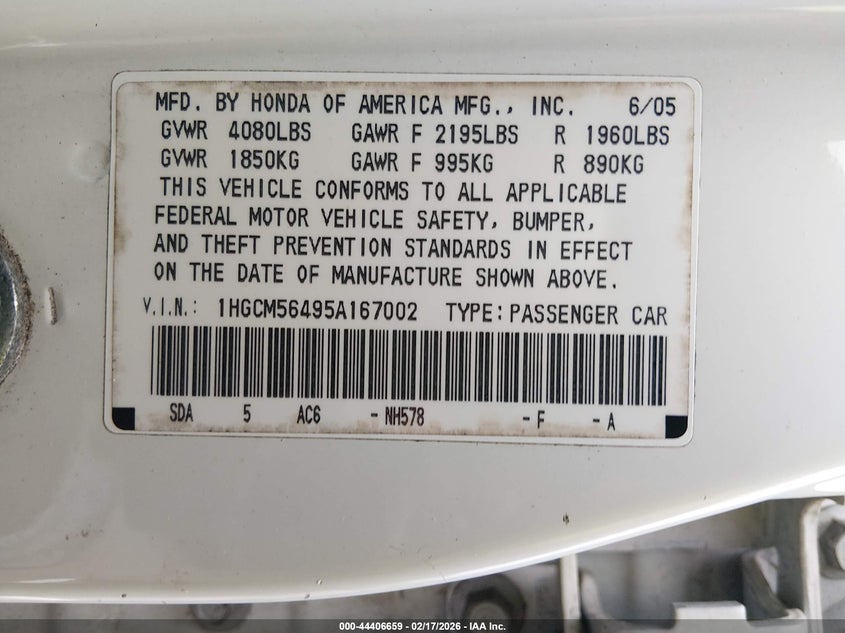 MFD. BY HONDA OF AMERICA MFG., INC. 6/05
GVWR 4080LBS GAWR F 2195LBS R 1960LBS
GVWR 1850KG GAWR F 995KG R 890KG
THIS VEHICLE CONFORMS TO ALL APPLICABLE
FEDERAL MOTOR VEHICLE SAFETY, BUMPER,
AND THEFT PREVENTION STANDARDS IN EFFECT
ON THE DATE OF MANUFACTURE SHOWN ABOVE.
V.I.N.: 1HGCM56495A167002 TYPE: PASSENGER CAR
SDA 5 AC6 - NH578 - F - A
000-44406659 - 02/17/2026 - IAA Inc.